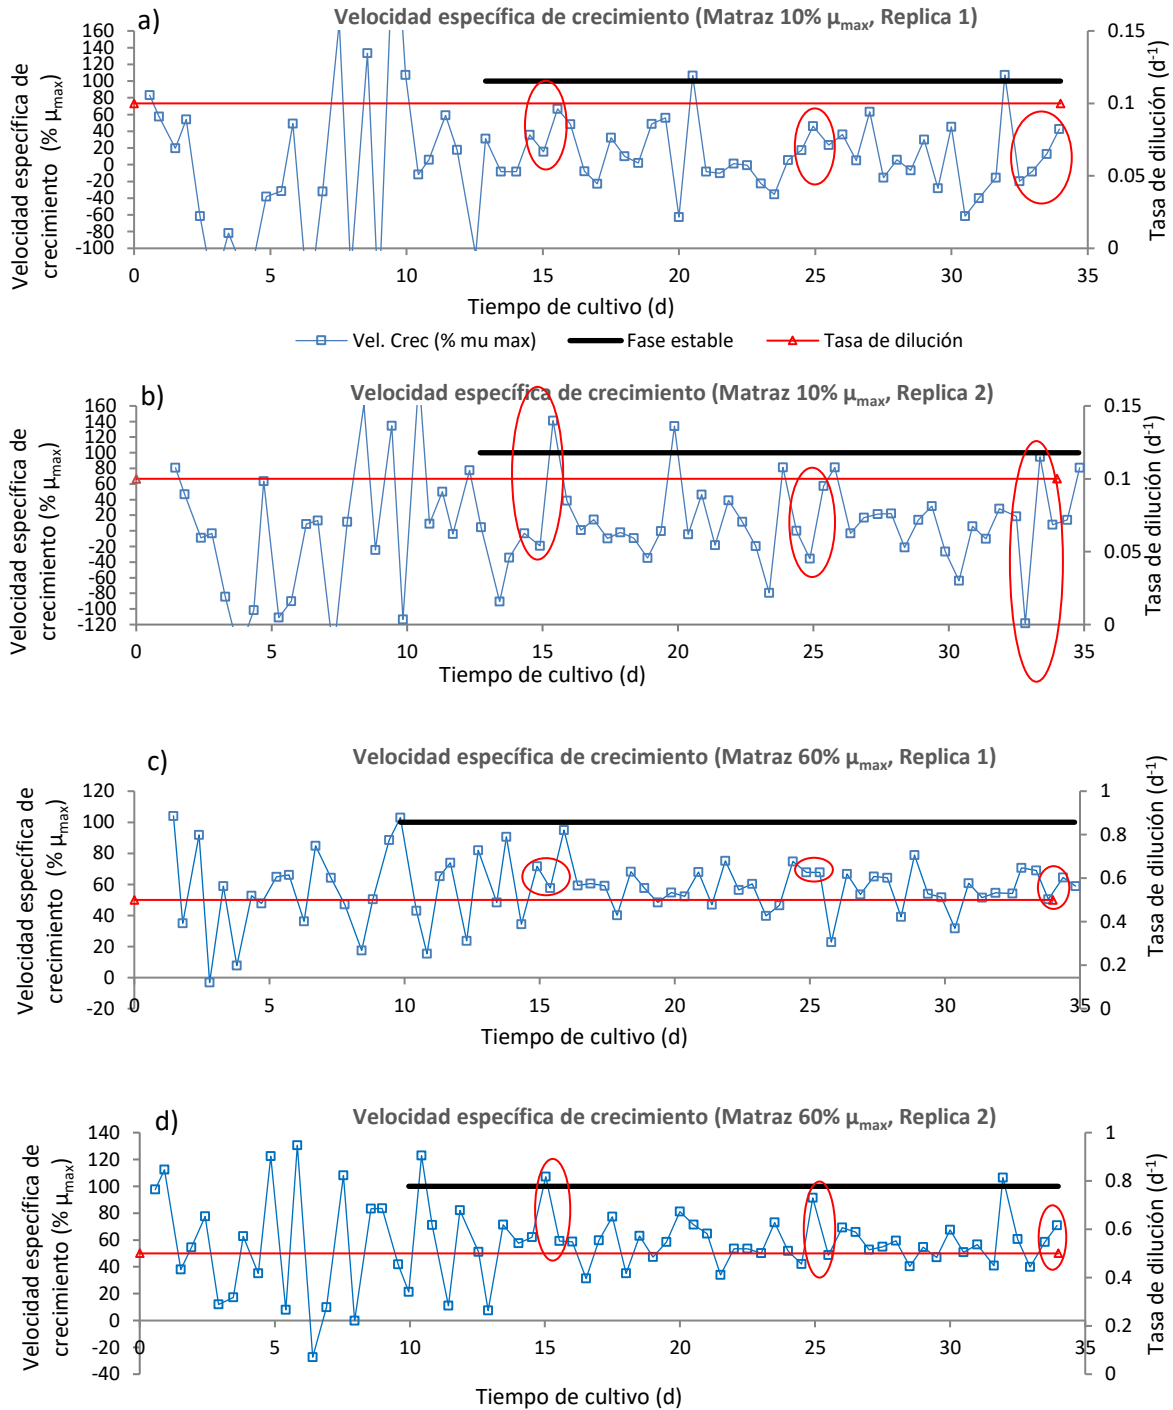 a)
Velocidad específica de crecimiento (Matraz 10% μmax, Replica 1)
Velocidad específica de
crecimiento (% μmax)
160
140
120
100
80
60
40
20
0
-20
-40
-60
-80
-100
0.15
0.1
0.05
0
Tasa de dilución (d-1)
0 5 10 15 20 25 30 35
Tiempo de cultivo (d)
Vel. Crec (% mu max) Fase estable Tasa de dilución
b)
Velocidad específica de crecimiento (Matraz 10% μmax, Replica 2)
Velocidad específica de
crecimiento (% μmax)
160
140
120
100
80
60
40
20
0
-20
-40
-60
-80
-100
-120
0.15
0.1
0.05
0
Tasa de dilución (d-1)
0 5 10 15 20 25 30 35
Tiempo de cultivo (d)
c)
Velocidad específica de crecimiento (Matraz 60% μmax, Replica 1)
Velocidad específica de
crecimiento (% μmax)
120
100
80
60
40
20
0
-20
1
0.8
0.6
0.4
0.2
0
Tasa de dilución (d-1)
0 5 10 15 20 25 30 35
Tiempo de cultivo (d)
d)
Velocidad específica de crecimiento (Matraz 60% μmax, Replica 2)
Velocidad específica de
crecimiento (% μmax)
140
120
100
80
60
40
20
0
-20
-40
1
0.8
0.6
0.4
0.2
0
Tasa de dilución (d-1)
0 5 10 15 20 25 30 35
Tiempo de cultivo (d)